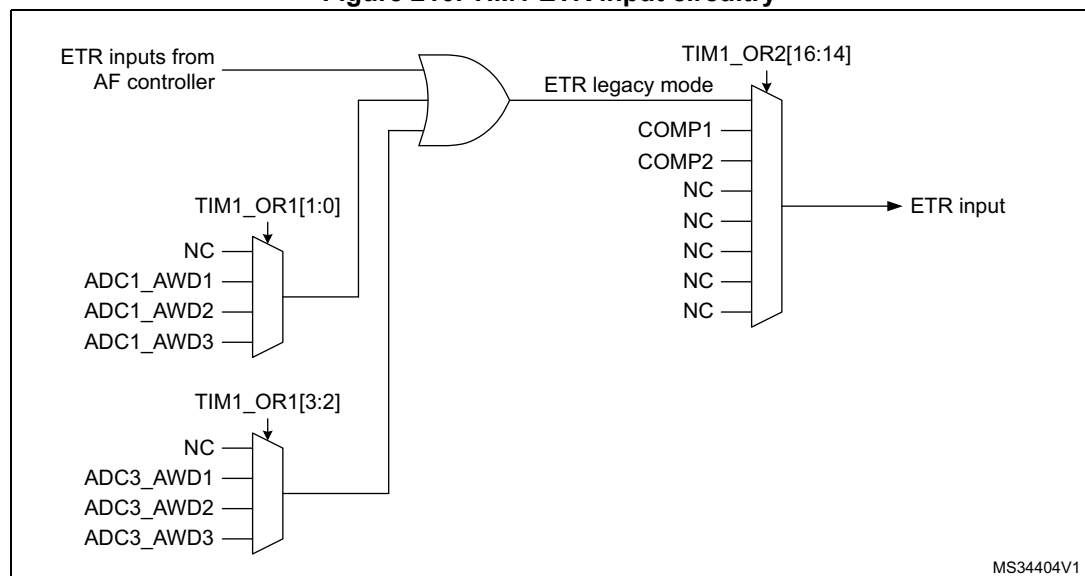 ETR inputs from
AF controller
ETR legacy mode
TIM1_OR2[16:14]
COMP1
COMP2
NC
NC
NC
NC
NC
ETR input
TIM1_OR1[1:0]
NC
ADC1_AWD1
ADC1_AWD2
ADC1_AWD3
TIM1_OR1[3:2]
NC
ADC3_AWD1
ADC3_AWD2
ADC3_AWD3
MS34404V1